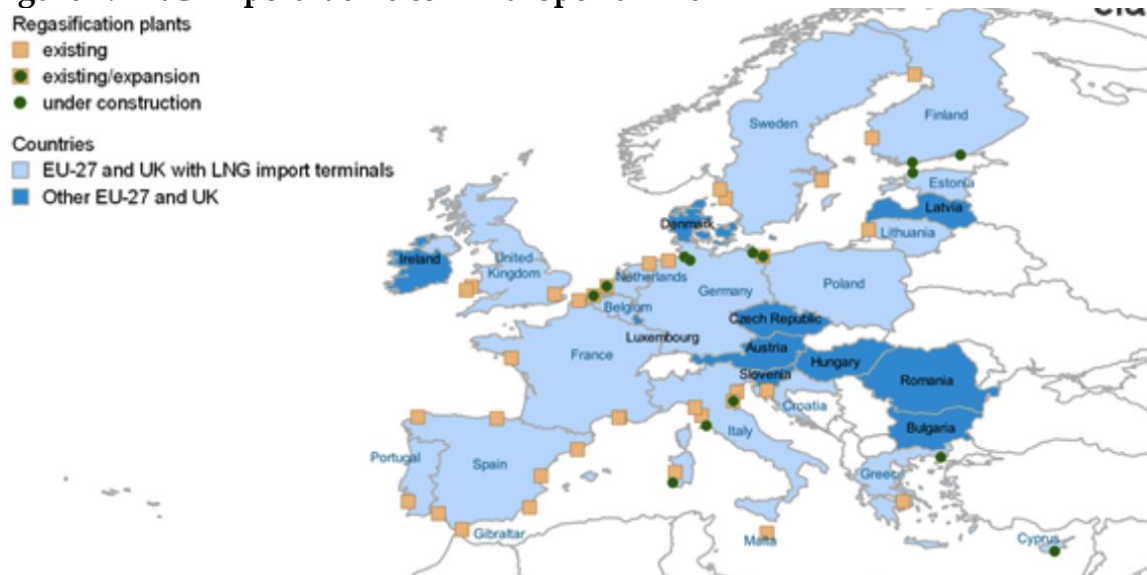 Regasification plants
existing
existing/expansion
under construction
Countries
EU-27 and UK with LNG import terminals
Other EU-27 and UK
Finland
Sweden
Estonia
Latvia
Denmark
Lithuania
Ireland
United
Kingdom
Netherlands
Poland
Germany
Belgium
Czech Republic
Luxembourg
Austria
France
Hungary
Slovenia
Romania
Croatia
Bulgaria
Italy
Portugal
Spain
Greece
Gibraltar
Malta
Cyprus